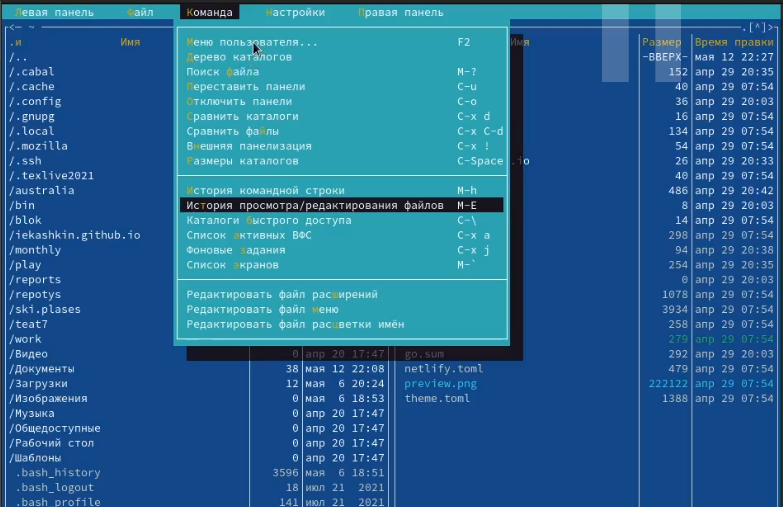 Левая панель Файл Команда Настройки Правая панель
<— ~ .[^]>
.и Имя Имя Размер Время правки
/.. Меню пользователя... F2 -ВВЕРХ- мая 12 22:27
/.cabal Дерево каталогов 152 апр 29 20:35
/.cache Поиск файла M-? 40 апр 29 07:54
/.config Переставить панели C-u 36 апр 29 20:03
/.gnupg Отключить панели C-o 16 апр 29 07:54
/.local Сравнить каталоги C-x d 134 апр 29 07:54
/.mozilla Сравнить файлы C-x C-d 54 апр 29 07:54
/.ssh Внешняя панелизация C-x ! 26 апр 29 20:33
/.texlive2021 Размеры каталогов C-Space .io 40 апр 29 07:54
/australia История командной строки M-h 486 апр 29 20:42
/bin История просмотра/редактирования файлов M-E 8 апр 29 20:03
/blok Каталоги быстрого доступа C-\ 14 апр 29 07:54
/iekashkin.github.io Список активных ВФС C-x a 298 апр 29 07:54
/monthly Фоновые задания C-x j 94 апр 29 20:38
/play Список экранов M-` 254 апр 29 20:35
/reports 0 апр 29 20:03
/repotys Редактировать файл расширений 1078 апр 29 07:54
/ski.plases Редактировать файл меню 3934 апр 29 07:54
/teat7 Редактировать файл расцветки имён 258 апр 29 07:54
/work 279 апр 29 07:54
/Видео 0 апр 20 17:47 go.sum 292 апр 29 20:03
/Документы 38 мая 12 22:08 netlify.toml 479 апр 29 07:54
/Загрузки 12 мая 6 20:24 preview.png 222122 апр 29 07:54
/Изображения 0 мая 6 18:53 theme.toml 1388 апр 29 07:54
/Музыка 0 апр 20 17:47
/Общедоступные 0 апр 20 17:47
/Рабочий стол 0 апр 20 17:47
/Шаблоны 0 апр 20 17:47
.bash_history 3596 мая 6 18:51
.bash_logout 18 июл 21 2021
.bash_profile 141 июл 21 2021